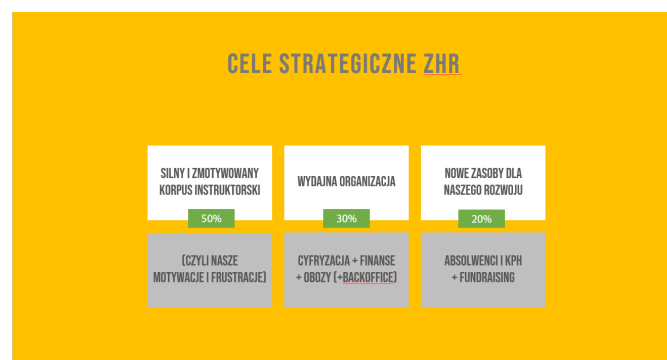 CELE STRATEGICZNE ZHR
SILNY I ZMOTYWOWANY
KORPUS INSTRUKTORSKI
50%
(CZYLI NASZE
MOTYWACJE I FRUSTRACJE)
WYDAJNA ORGANIZACJA
30%
CYFRYZACJA + FINANSE
+ OBOZY (+BACKOFFICE)
NOWE ZASOBY DLA
NASZEGO ROZWOJU
20%
ABSOLWENCI I KPH
+ FUNDRAISING